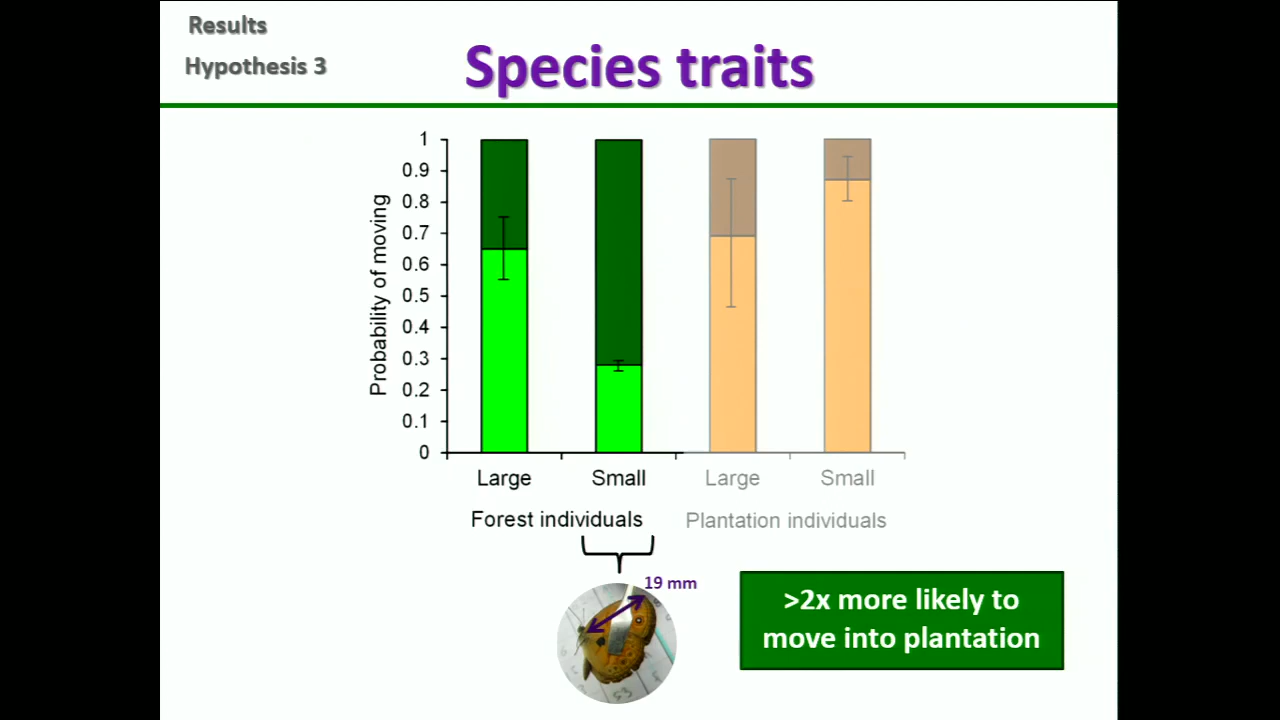 Results
Hypothesis 3
Species traits
Probability of moving
1
0.9
0.8
0.7
0.6
0.5
0.4
0.3
0.2
0.1
0
Large
Small
Large
Small
Forest individuals
Plantation individuals
19 mm
>2x more likely to
move into plantation